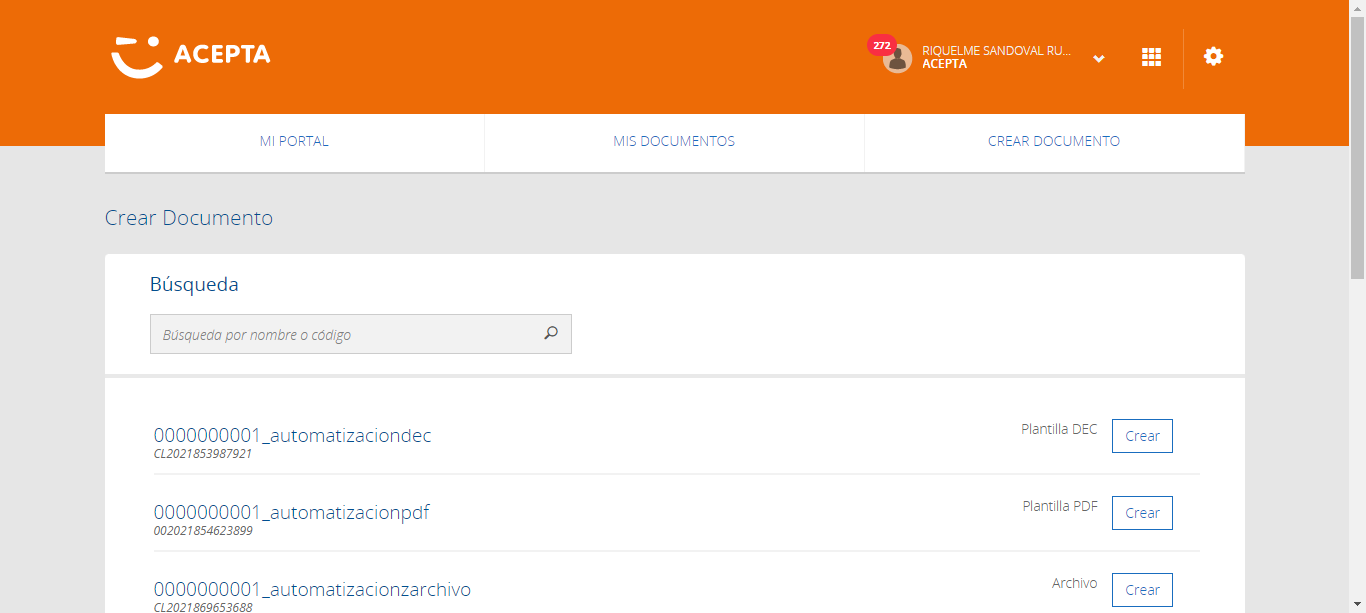 ACEPTA
272
RIQUELME SANDOVAL RU...
ACEPTA
MI PORTAL
MIS DOCUMENTOS
CREAR DOCUMENTO
Crear Documento
Búsqueda
Búsqueda por nombre o código
0000000001_automatizaciondec
CL2021853987921
Plantilla DEC
Crear
0000000001_automatizacionpdf
002021854623899
Plantilla PDF
Crear
0000000001_automatizacionzarchivo
CL2021869653688
Archivo
Crear